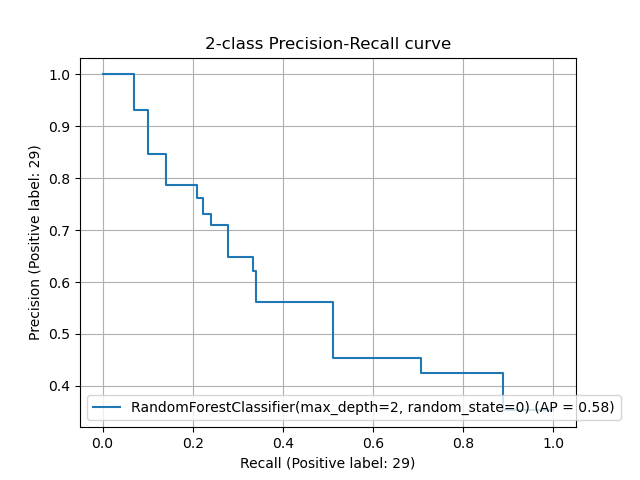 2-class Precision-Recall curve
Precision (Positive label: 29)
1.0
0.9
0.8
0.7
0.6
0.5
0.4
RandomForestClassifier(max_depth=2, random_state=0) (AP = 0.58)
0.0 0.2 0.4 0.6 0.8 1.0
Recall (Positive label: 29)